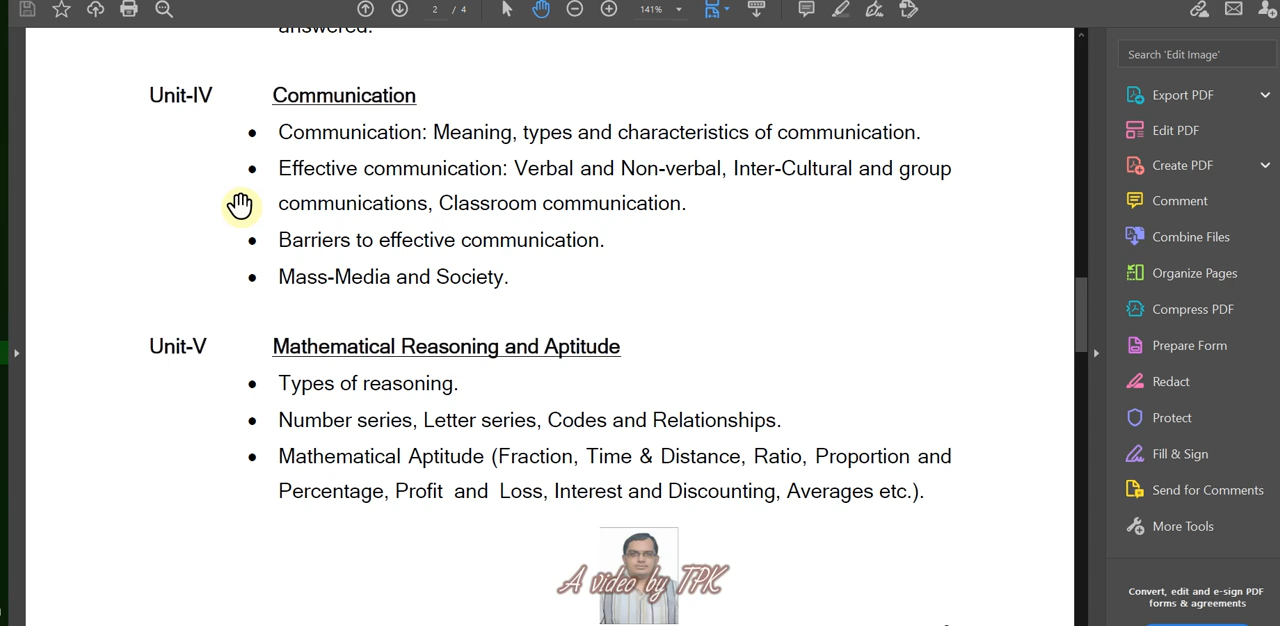 2 / 4
141%
answered.
Unit-IV Communication
• Communication: Meaning, types and characteristics of communication.
• Effective communication: Verbal and Non-verbal, Inter-Cultural and group
communications, Classroom communication.
• Barriers to effective communication.
• Mass-Media and Society.
Unit-V Mathematical Reasoning and Aptitude
• Types of reasoning.
• Number series, Letter series, Codes and Relationships.
• Mathematical Aptitude (Fraction, Time & Distance, Ratio, Proportion and
Percentage, Profit and Loss, Interest and Discounting, Averages etc.).
A video by TPK
Search 'Edit Image'
Export PDF
Edit PDF
Create PDF
Comment
Combine Files
Organize Pages
Compress PDF
Prepare Form
Redact
Protect
Fill & Sign
Send for Comments
More Tools
Convert, edit and e-sign PDF
forms & agreements